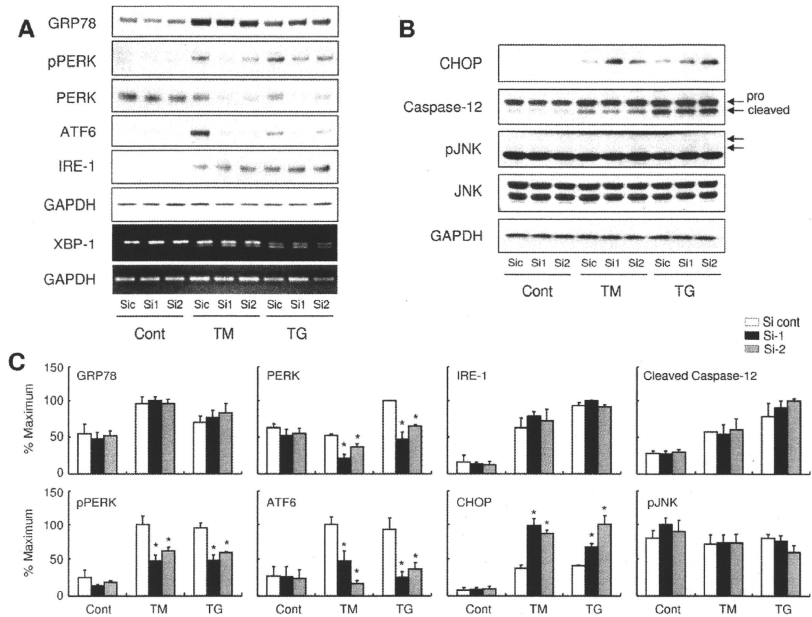 A
GRP78
pPERK
PERK
ATF6
IRE-1
GAPDH
XBP-1
GAPDH
Sic Si1 Si2 Sic Si1 Si2 Sic Si1 Si2
Cont TM TG
B
CHOP
Caspase-12
pro
cleaved
pJNK
JNK
GAPDH
Sic Si1 Si2 Sic Si1 Si2 Sic Si1 Si2
Cont TM TG
Si cont
Si-1
Si-2
C
% Maximum
150
100
50
0
GRP78
PERK
* * * *
IRE-1
Cleaved Caspase-12
% Maximum
150
100
50
0
pPERK
* * * *
ATF6
* * * *
CHOP
* * * *
pJNK
Cont TM TG
Cont TM TG
Cont TM TG
Cont TM TG